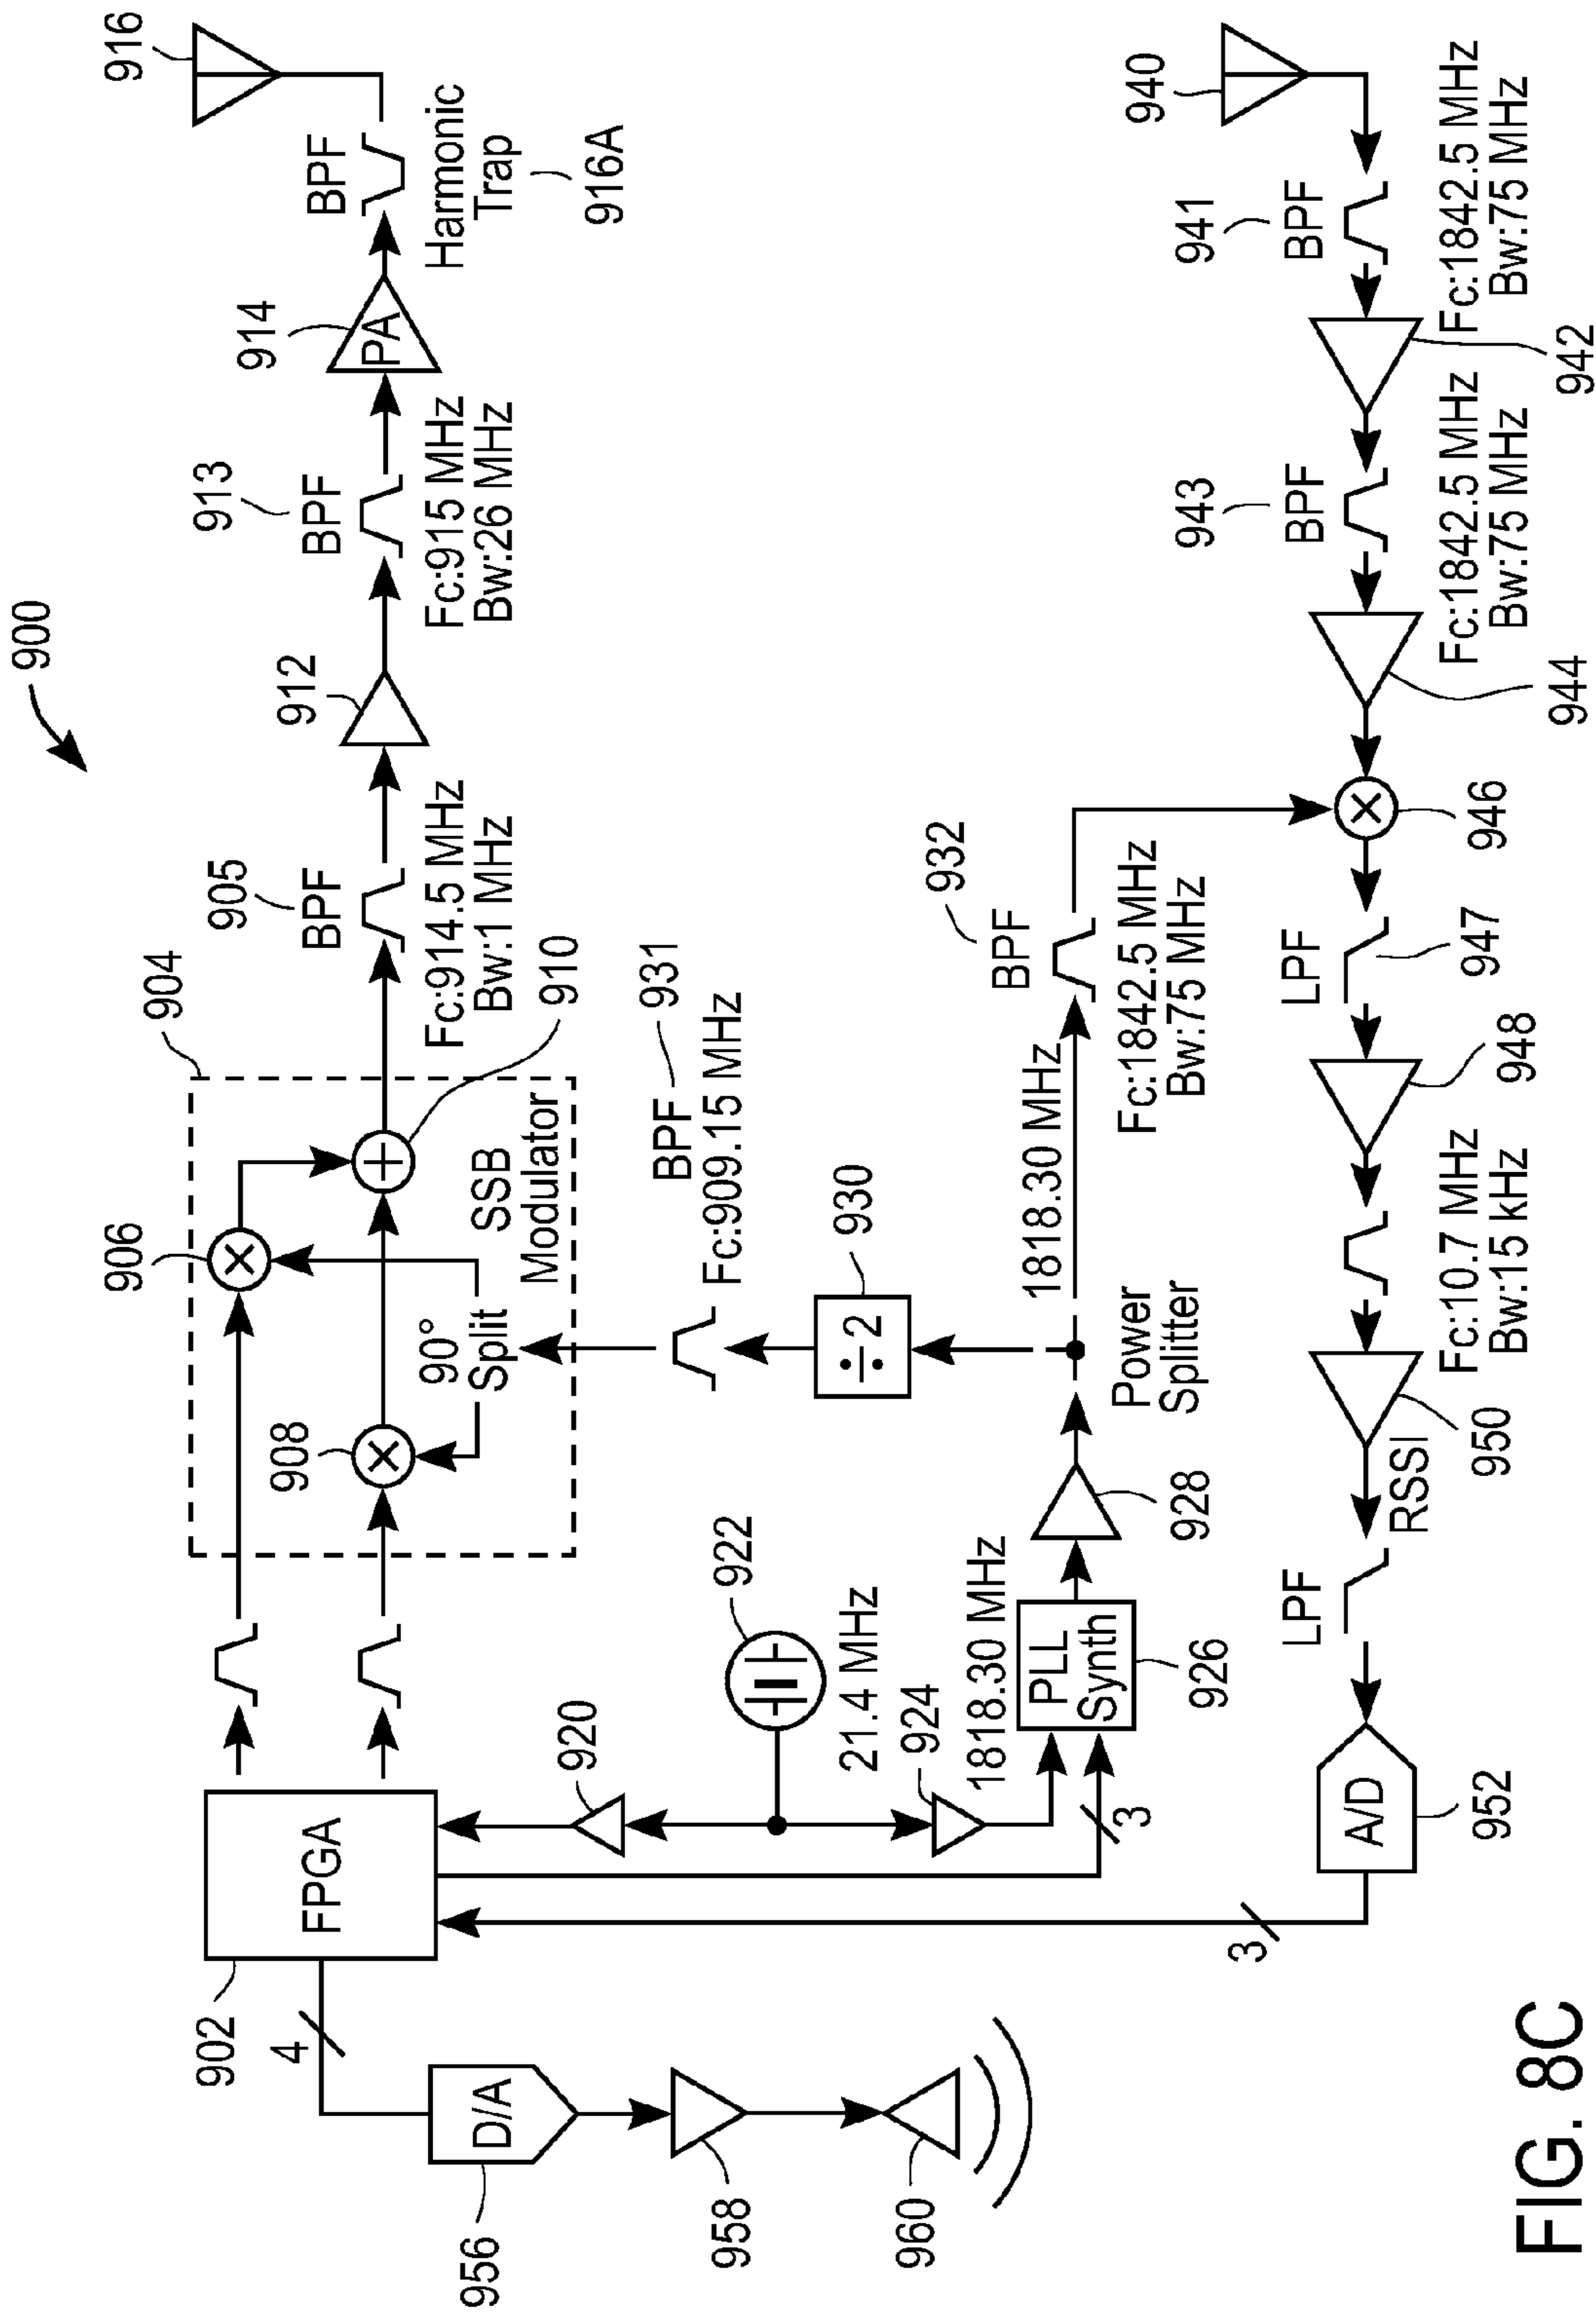 900
916
BPF
Harmonic
Trap
916A
914
PA
913
BPF
Fc:915 MHz
Bw:26 MHz
912
905
BPF
Fc:914.5 MHz
Bw:1 MHz
904
910
906
908
90°
Split
SSB
Modulator
931
BPF
Fc:909.15 MHz
930
÷2
902
FPGA
4
956
D/A
958
960
920
922
21.4 MHz
924
1818.30 MHz
PLL
Synth
926
3
928
Power
Splitter
1818.30 MHz
932
BPF
Fc:1842.5 MHz
Bw:75 MHz
940
941
BPF
Fc:1842.5 MHz
Bw:75 MHz
942
943
BPF
Fc:1842.5 MHz
Bw:75 MHz
944
946
LPF
947
948
Fc:10.7 MHz
Bw:15 kHz
950
RSSI
LPF
A/D
952
3
FIG. 8C